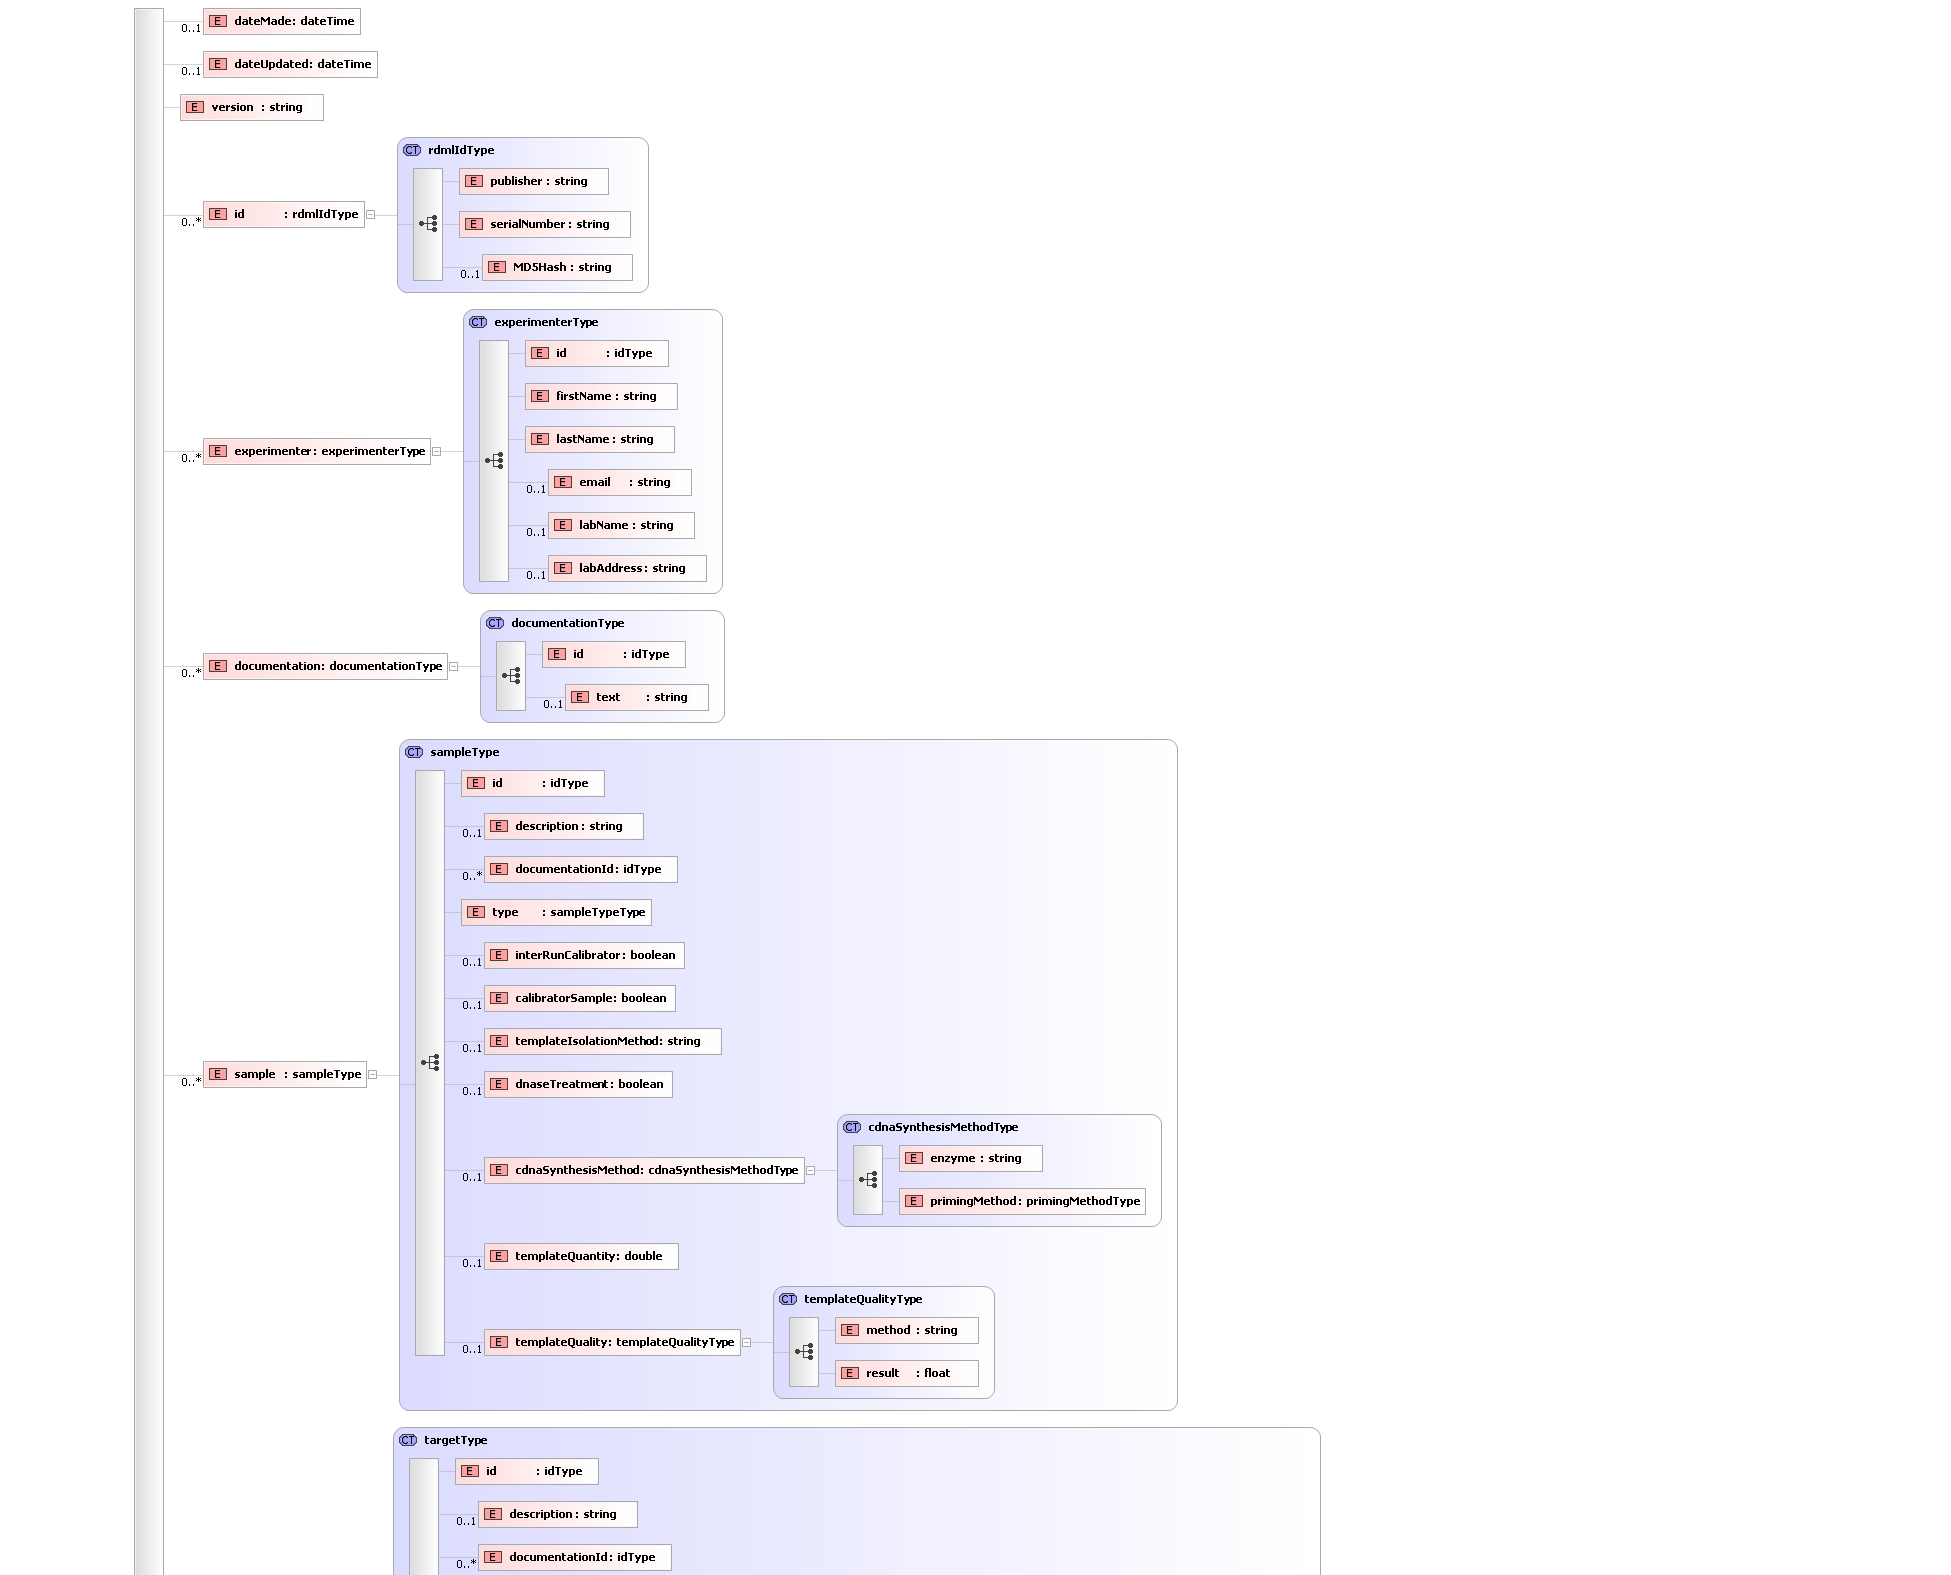 E dateMade: dateTime
0..1
E dateUpdated: dateTime
0..1
E version : string
CT rdmlIdType
E publisher : string
E id : rdmlIdType
0..*
E serialNumber : string
E MD5Hash : string
0..1
CT experimenterType
E id : idType
E firstName : string
E lastName : string
E experimenter: experimenterType
0..*
E email : string
0..1
E labName : string
0..1
E labAddress: string
0..1
CT documentationType
E id : idType
E documentation: documentationType
0..*
E text : string
0..1
CT sampleType
E id : idType
E description : string
0..1
E documentationId: idType
0..*
E type : sampleTypeType
E interRunCalibrator: boolean
0..1
E calibratorSample: boolean
0..1
E templateIsolationMethod: string
0..1
E sample : sampleType
0..*
E dnaseTreatment: boolean
0..1
CT cdnaSynthesisMethodType
E enzyme : string
E cdnaSynthesisMethod: cdnaSynthesisMethodType
0..1
E primingMethod: primingMethodType
E templateQuantity: double
0..1
CT templateQualityType
E method : string
E templateQuality: templateQualityType
0..1
E result : float
CT targetType
E id : idType
E description : string
0..1
E documentationId: idType
0..*